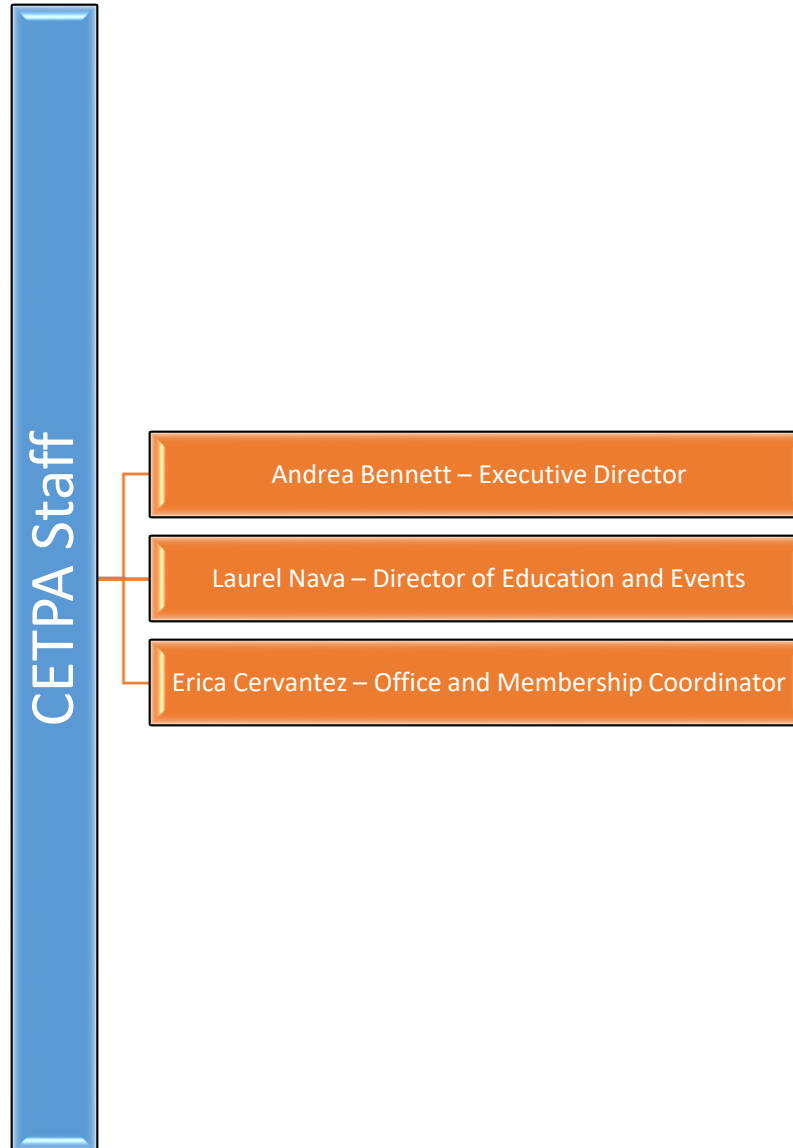 CETPA Staff
Andrea Bennett – Executive Director
Laurel Nava – Director of Education and Events
Erica Cervantez – Office and Membership Coordinator